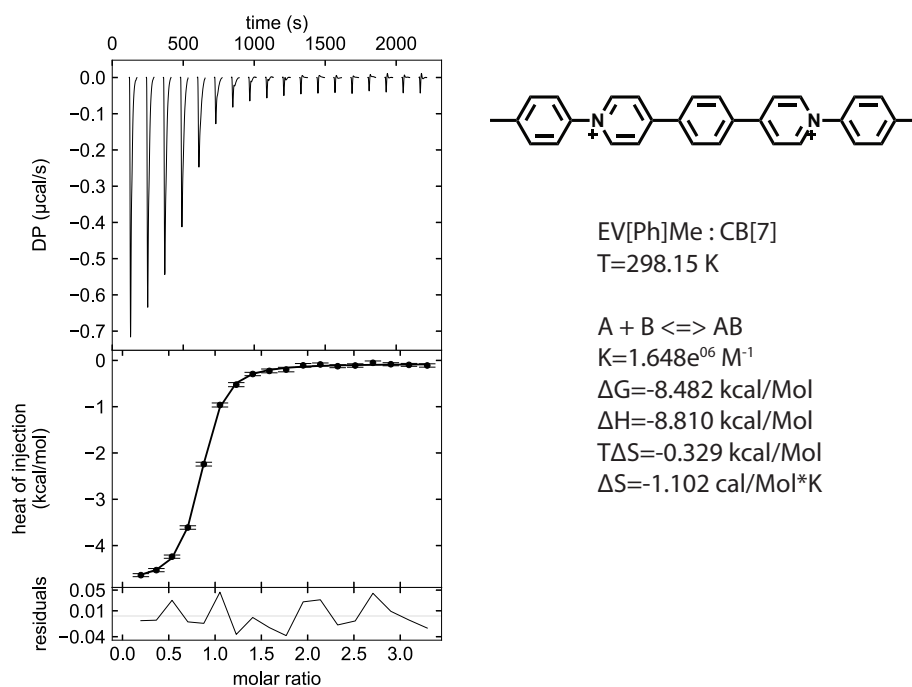 time (s)
0 500 1000 1500 2000
0.0
−0.1
−0.2
−0.3
−0.4
−0.5
−0.6
−0.7
DP (μcal/s)
0
−1
−2
−3
−4
heat of injection
(kcal/mol)
0.05
0.01
−0.04
residuals
0.0 0.5 1.0 1.5 2.0 2.5 3.0
molar ratio
N
+
N
+
EV[Ph]Me : CB[7]
T=298.15 K
A + B <=> AB
K=1.648e⁰⁶ M⁻¹
ΔG=-8.482 kcal/Mol
ΔH=-8.810 kcal/Mol
TΔS=-0.329 kcal/Mol
ΔS=-1.102 cal/Mol*K